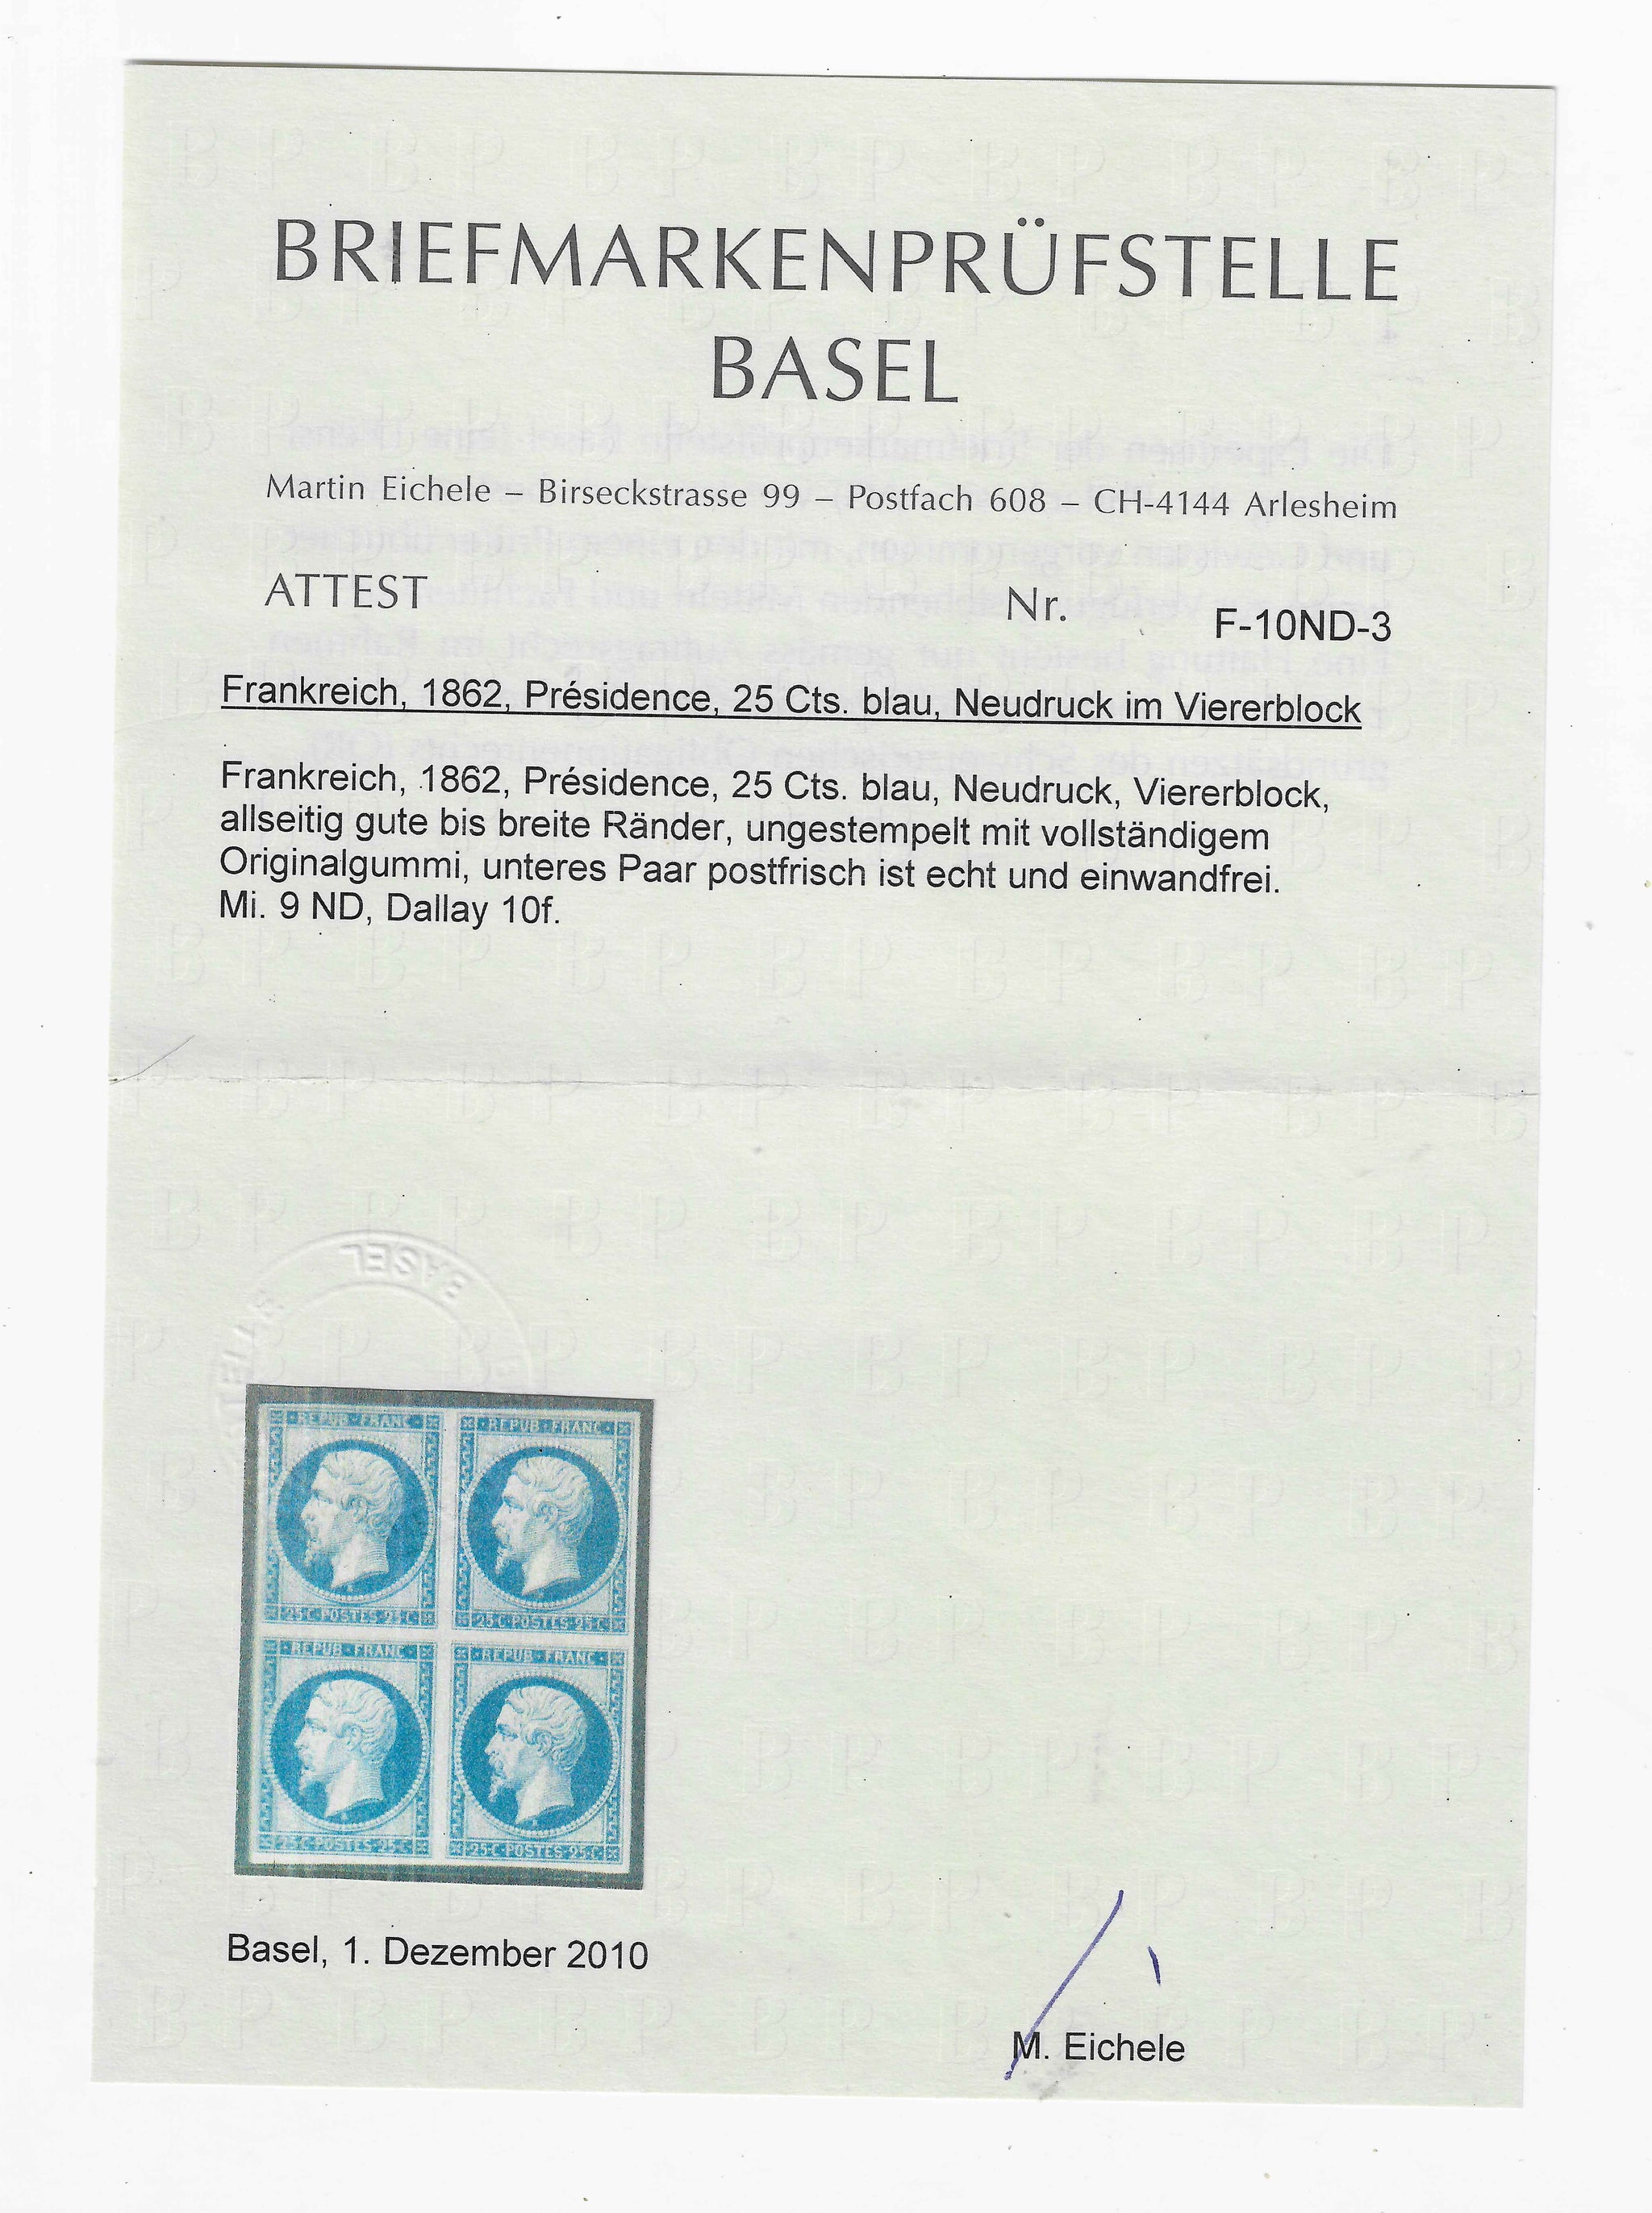 BRIEFMARKENPRÜFSTELLE
BASEL
Martin Eichele – Birseckstrasse 99 – Postfach 608 – CH-4144 Arlesheim
ATTEST Nr. F-10ND-3
Frankreich, 1862, Présidence, 25 Cts. blau, Neudruck im Viererblock
Frankreich, 1862, Présidence, 25 Cts. blau, Neudruck, Viererblock,
allseitig gute bis breite Ränder, ungestempelt mit vollständigem
Originalgummi, unteres Paar postfrisch ist echt und einwandfrei.
Mi. 9 ND, Dallay 10f.
BASEL
REPUB·FRANC· REPUB·FRANC·
25·C·POSTES·25·C· 25·C·POSTES·25·C·
REPUB·FRANC· REPUB·FRANC·
25·C·POSTES·25·C· 25·C·POSTES·25·C·
Basel, 1. Dezember 2010
M. Eichele